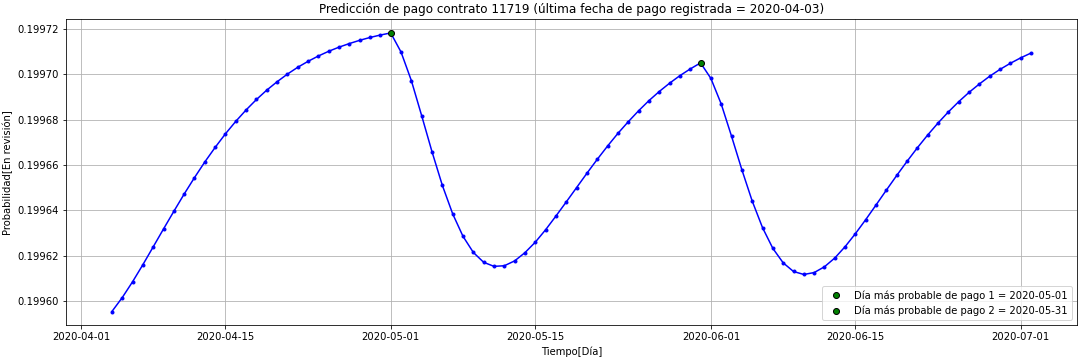 Predicción de pago contrato 11719 (última fecha de pago registrada = 2020-04-03)
Probabilidad[En revisión]
0.19972
0.19970
0.19968
0.19966
0.19964
0.19962
0.19960
Día más probable de pago 1 = 2020-05-01
Día más probable de pago 2 = 2020-05-31
2020-04-01 2020-04-15 2020-05-01 2020-05-15 2020-06-01 2020-06-15 2020-07-01
Tiempo[Día]